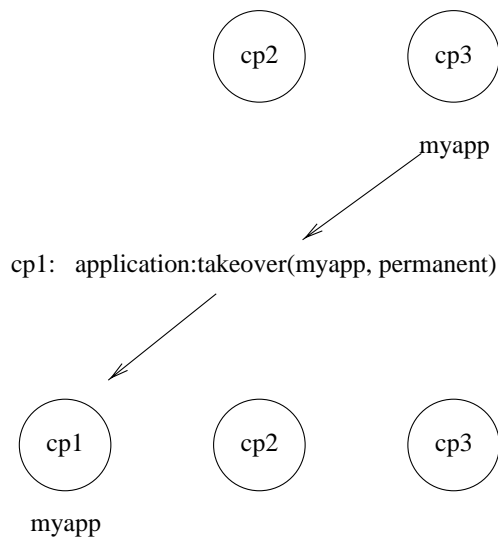 cp2 cp3
myapp
cp1: application:takeover(myapp, permanent)
cp1 cp2 cp3
myapp